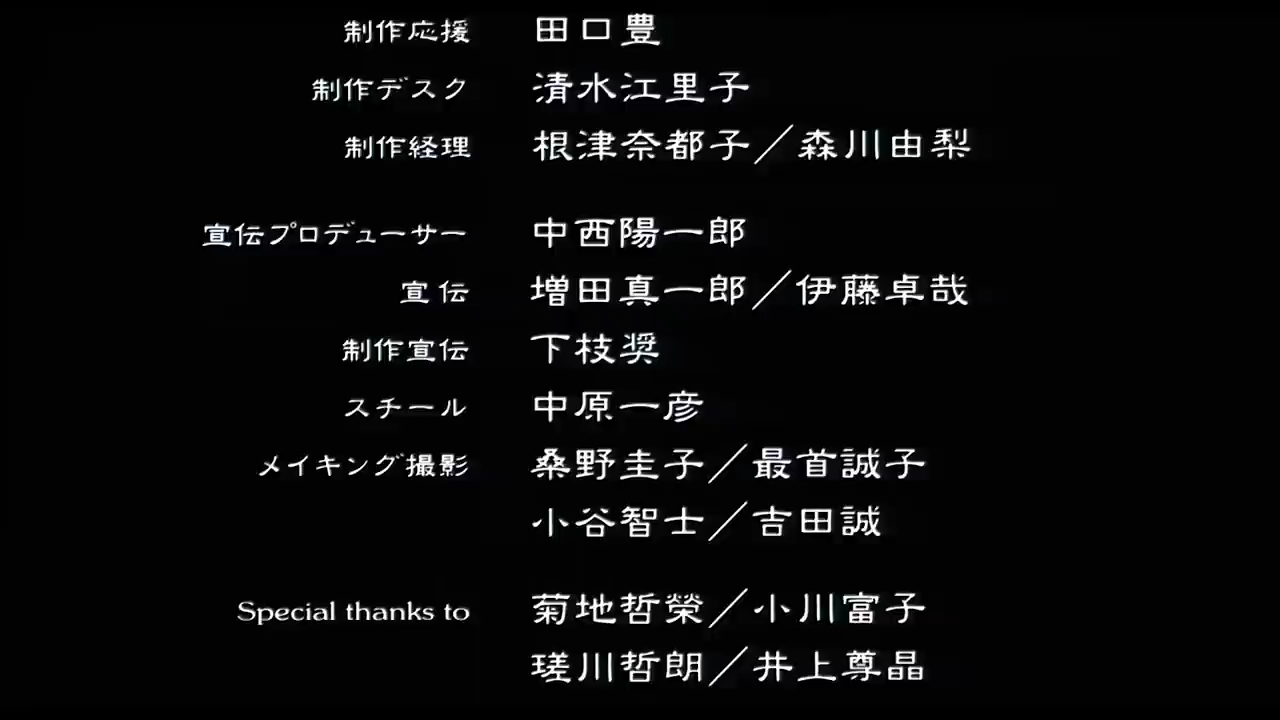 制作応援 田口豊
制作デスク 清水江里子
制作経理 根津奈都子／森川由梨
宣伝プロデューサー 中西陽一郎
宣伝 増田真一郎／伊藤卓哉
制作宣伝 下枝奨
スチール 中原一彦
メイキング撮影 桑野圭子／最首誠子
小谷智士／吉田誠
Special thanks to 菊地哲榮／小川富子
瑳川哲朗／井上尊晶